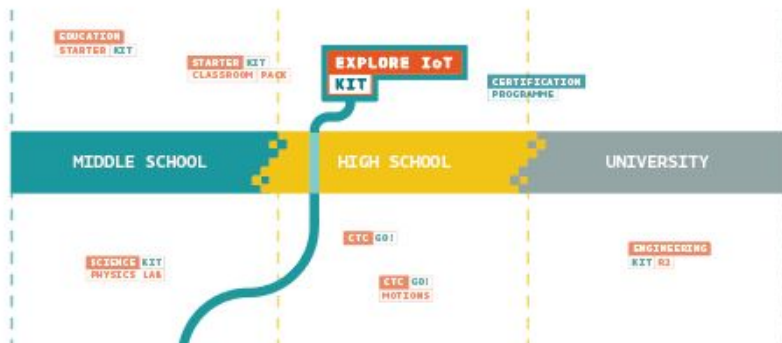 EDUCATION
STARTER KIT
STARTER KIT
CLASSROOM PACK
EXPLORE IoT
KIT
CERTIFICATION
PROGRAMME
MIDDLE SCHOOL
HIGH SCHOOL
UNIVERSITY
SCIENCE KIT
PHYSICS LAB
CTC GO!
CTC GO!
MOTIONS
ENGINEERING
KIT R2